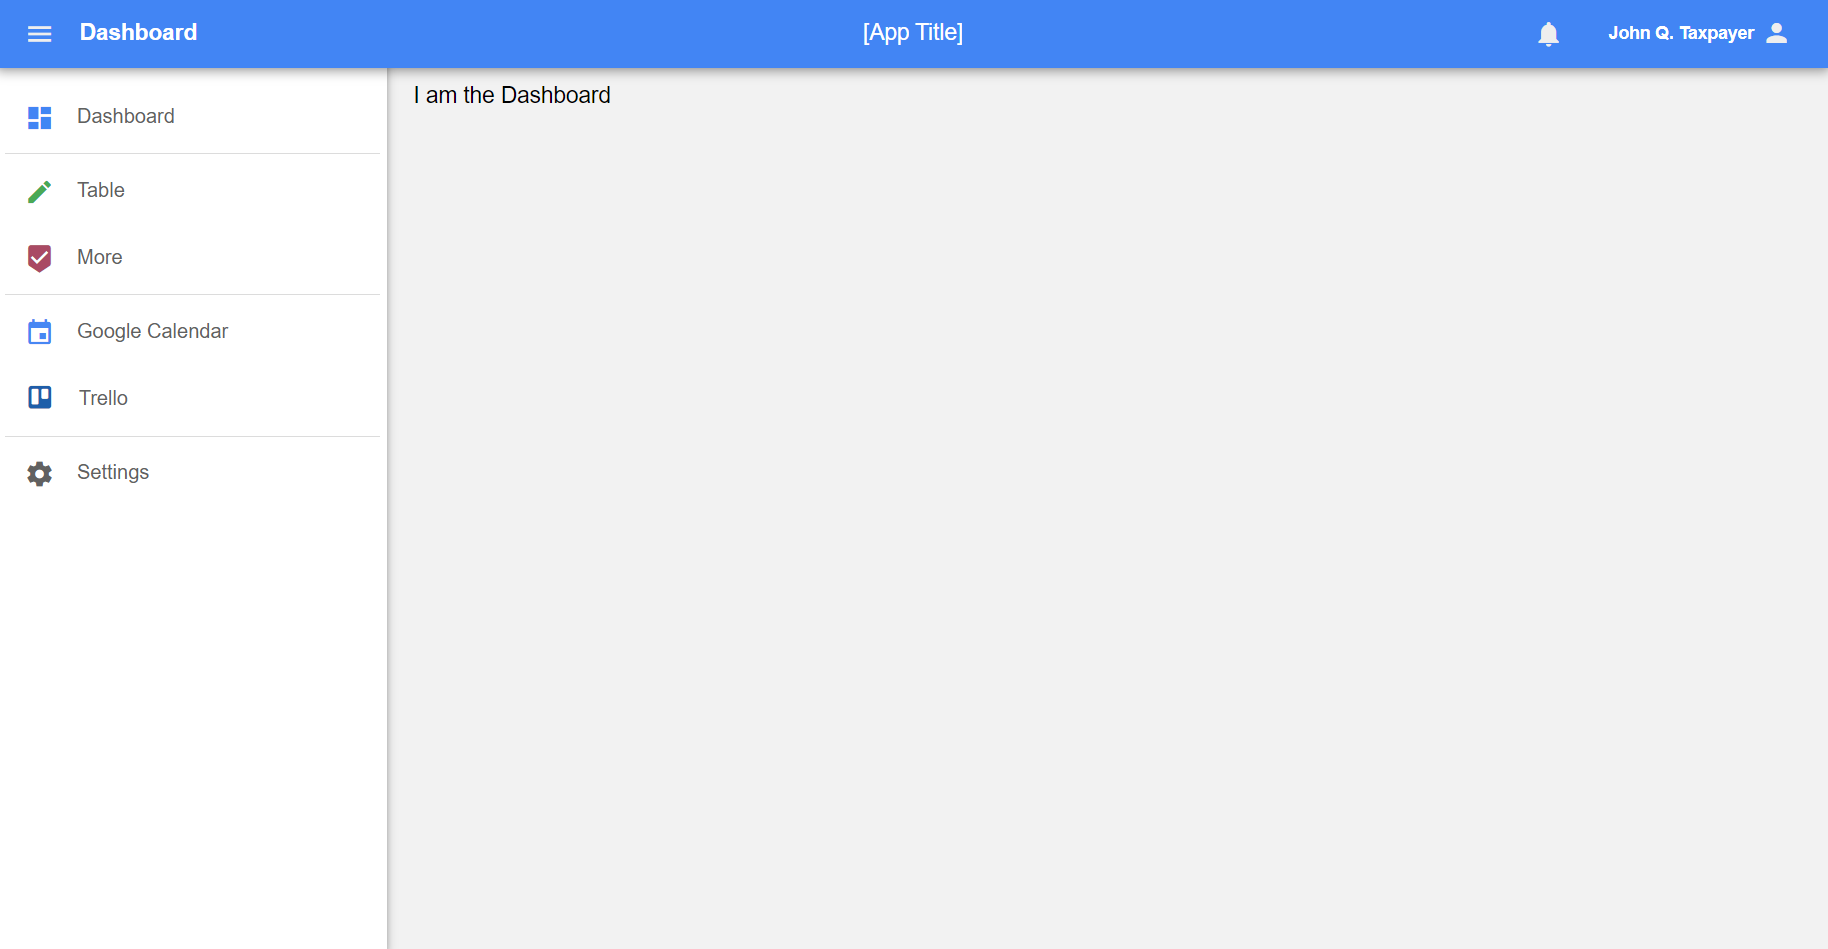 Dashboard
[App Title]
John Q. Taxpayer
Dashboard
Table
More
Google Calendar
Trello
Settings
I am the Dashboard